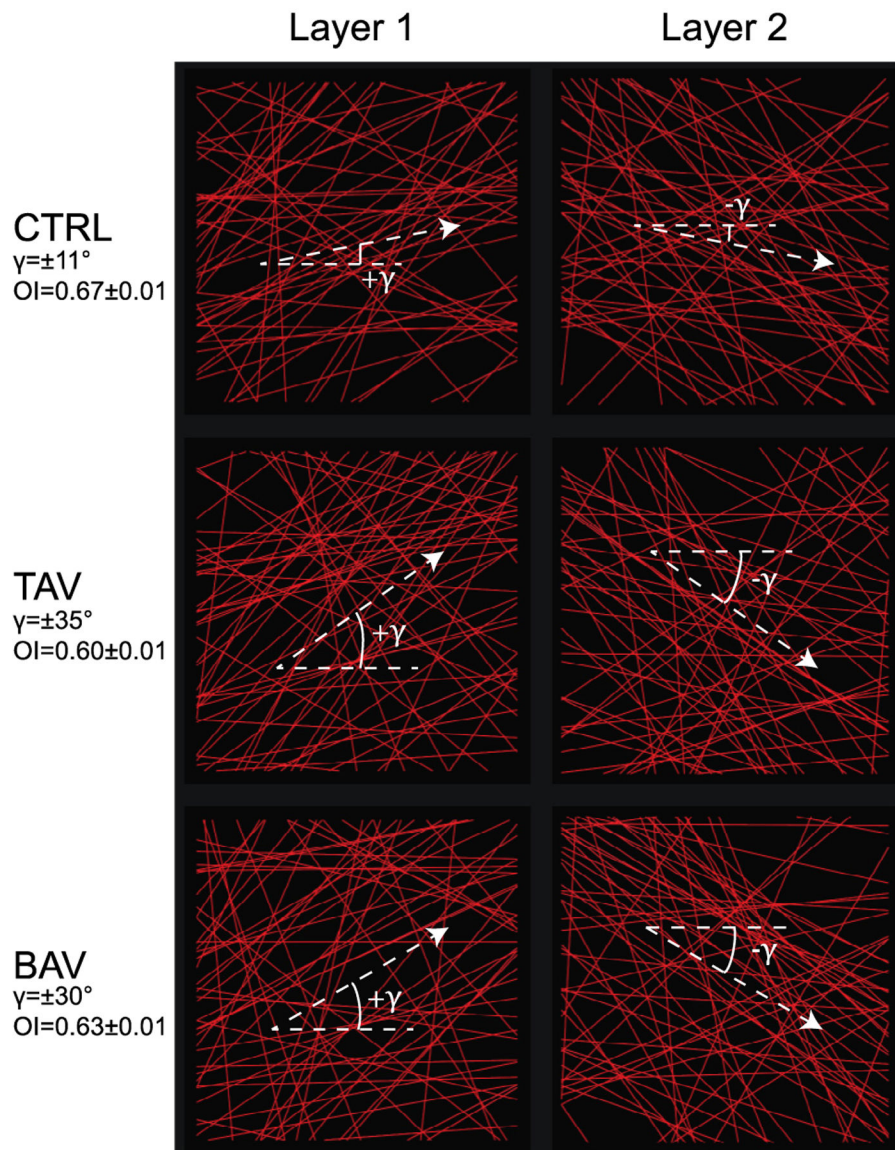 Layer 1
Layer 2
CTRL
γ=±11°
OI=0.67±0.01
+γ
-γ
TAV
γ=±35°
OI=0.60±0.01
+γ
-γ
BAV
γ=±30°
OI=0.63±0.01
+γ
-γ